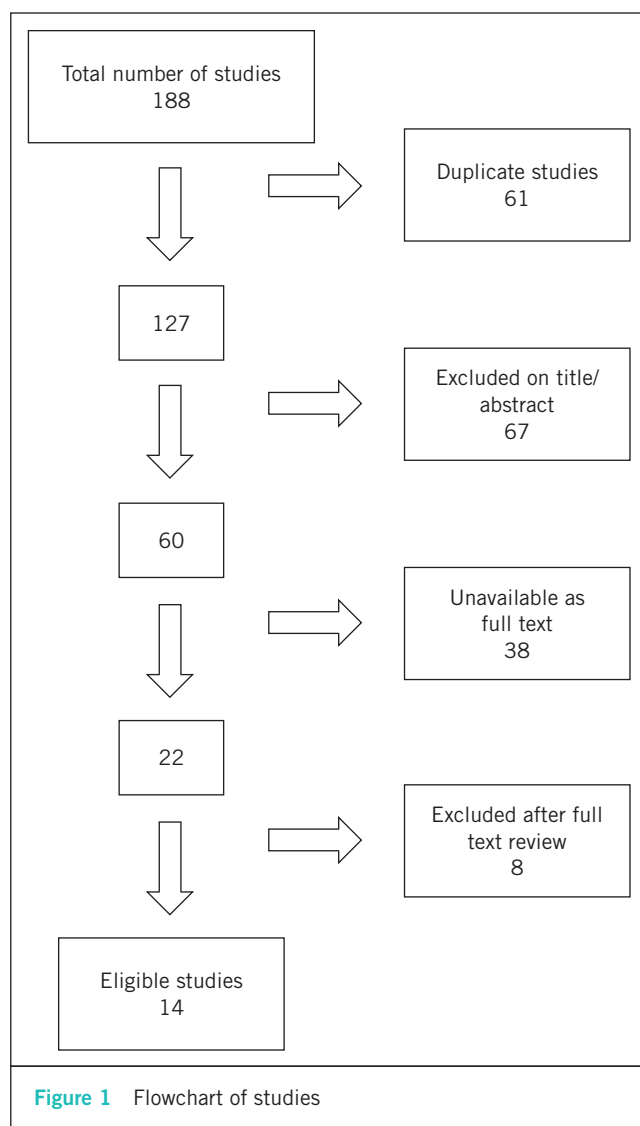 Total number of studies
188
Duplicate studies
61
127
Excluded on title/
abstract
67
60
Unavailable as
full text
38
22
Excluded after full
text review
8
Eligible studies
14
Figure 1 Flowchart of studies